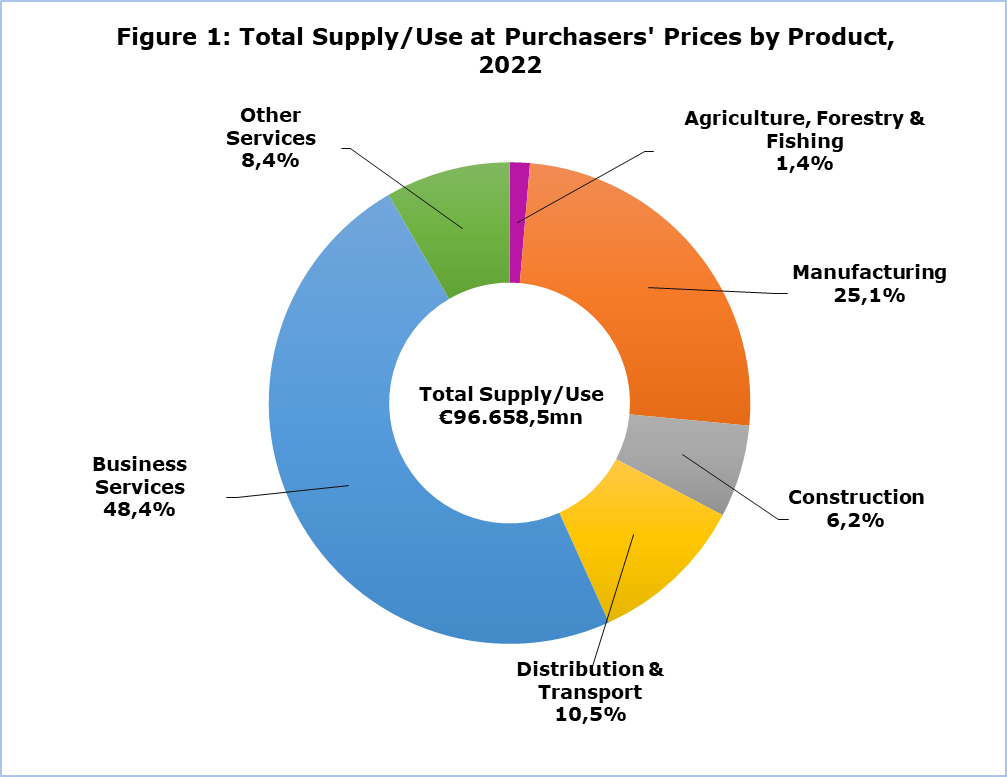 Figure 1: Total Supply/Use at Purchasers' Prices by Product,
2022
Other
Services
8,4%
Agriculture, Forestry &
Fishing
1,4%
Manufacturing
25,1%
Total Supply/Use
€96.658,5mn
Business
Services
48,4%
Construction
6,2%
Distribution &
Transport
10,5%